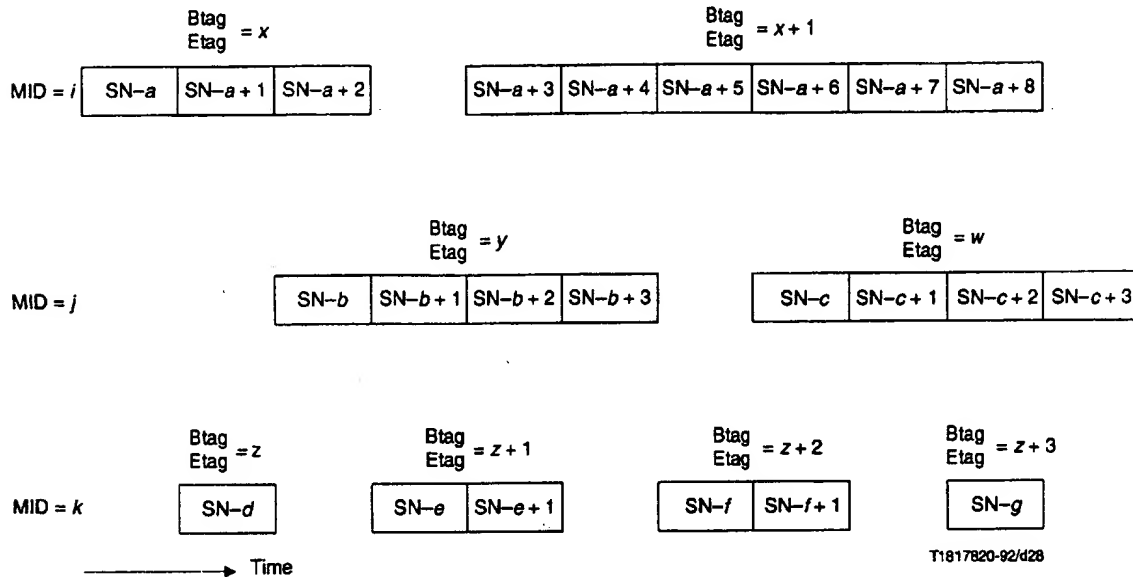 Btag
Etag = x
Btag
Etag = x + 1
MID = i SN–a SN–a + 1 SN–a + 2 SN–a + 3 SN–a + 4 SN–a + 5 SN–a + 6 SN–a + 7 SN–a + 8
Btag
Etag = y
Btag
Etag = w
MID = j SN–b SN–b + 1 SN–b + 2 SN–b + 3 SN–c SN–c + 1 SN–c + 2 SN–c + 3
Btag
Etag = z
Btag
Etag = z + 1
Btag
Etag = z + 2
Btag
Etag = z + 3
MID = k SN–d SN–e SN–e + 1 SN–f SN–f + 1 SN–g
T1817820-92/d28
Time